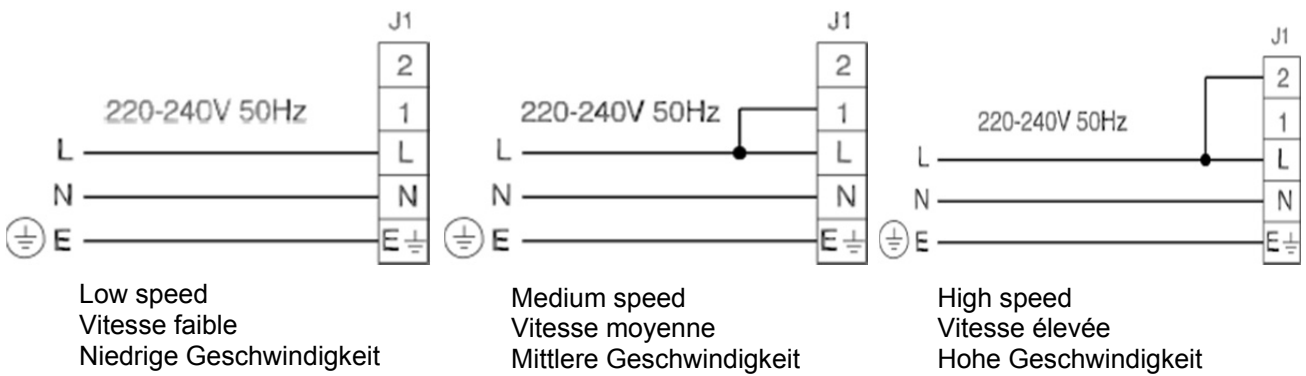 J1
2
220-240V 50Hz
1
L L
N N
E E
Low speed
Vitesse faible
Niedrige Geschwindigkeit
J1
2
220-240V 50Hz
1
L L
N N
E E
Medium speed
Vitesse moyenne
Mittlere Geschwindigkeit
J1
2
220-240V 50Hz
1
L L
N N
E E
High speed
Vitesse élevée
Hohe Geschwindigkeit